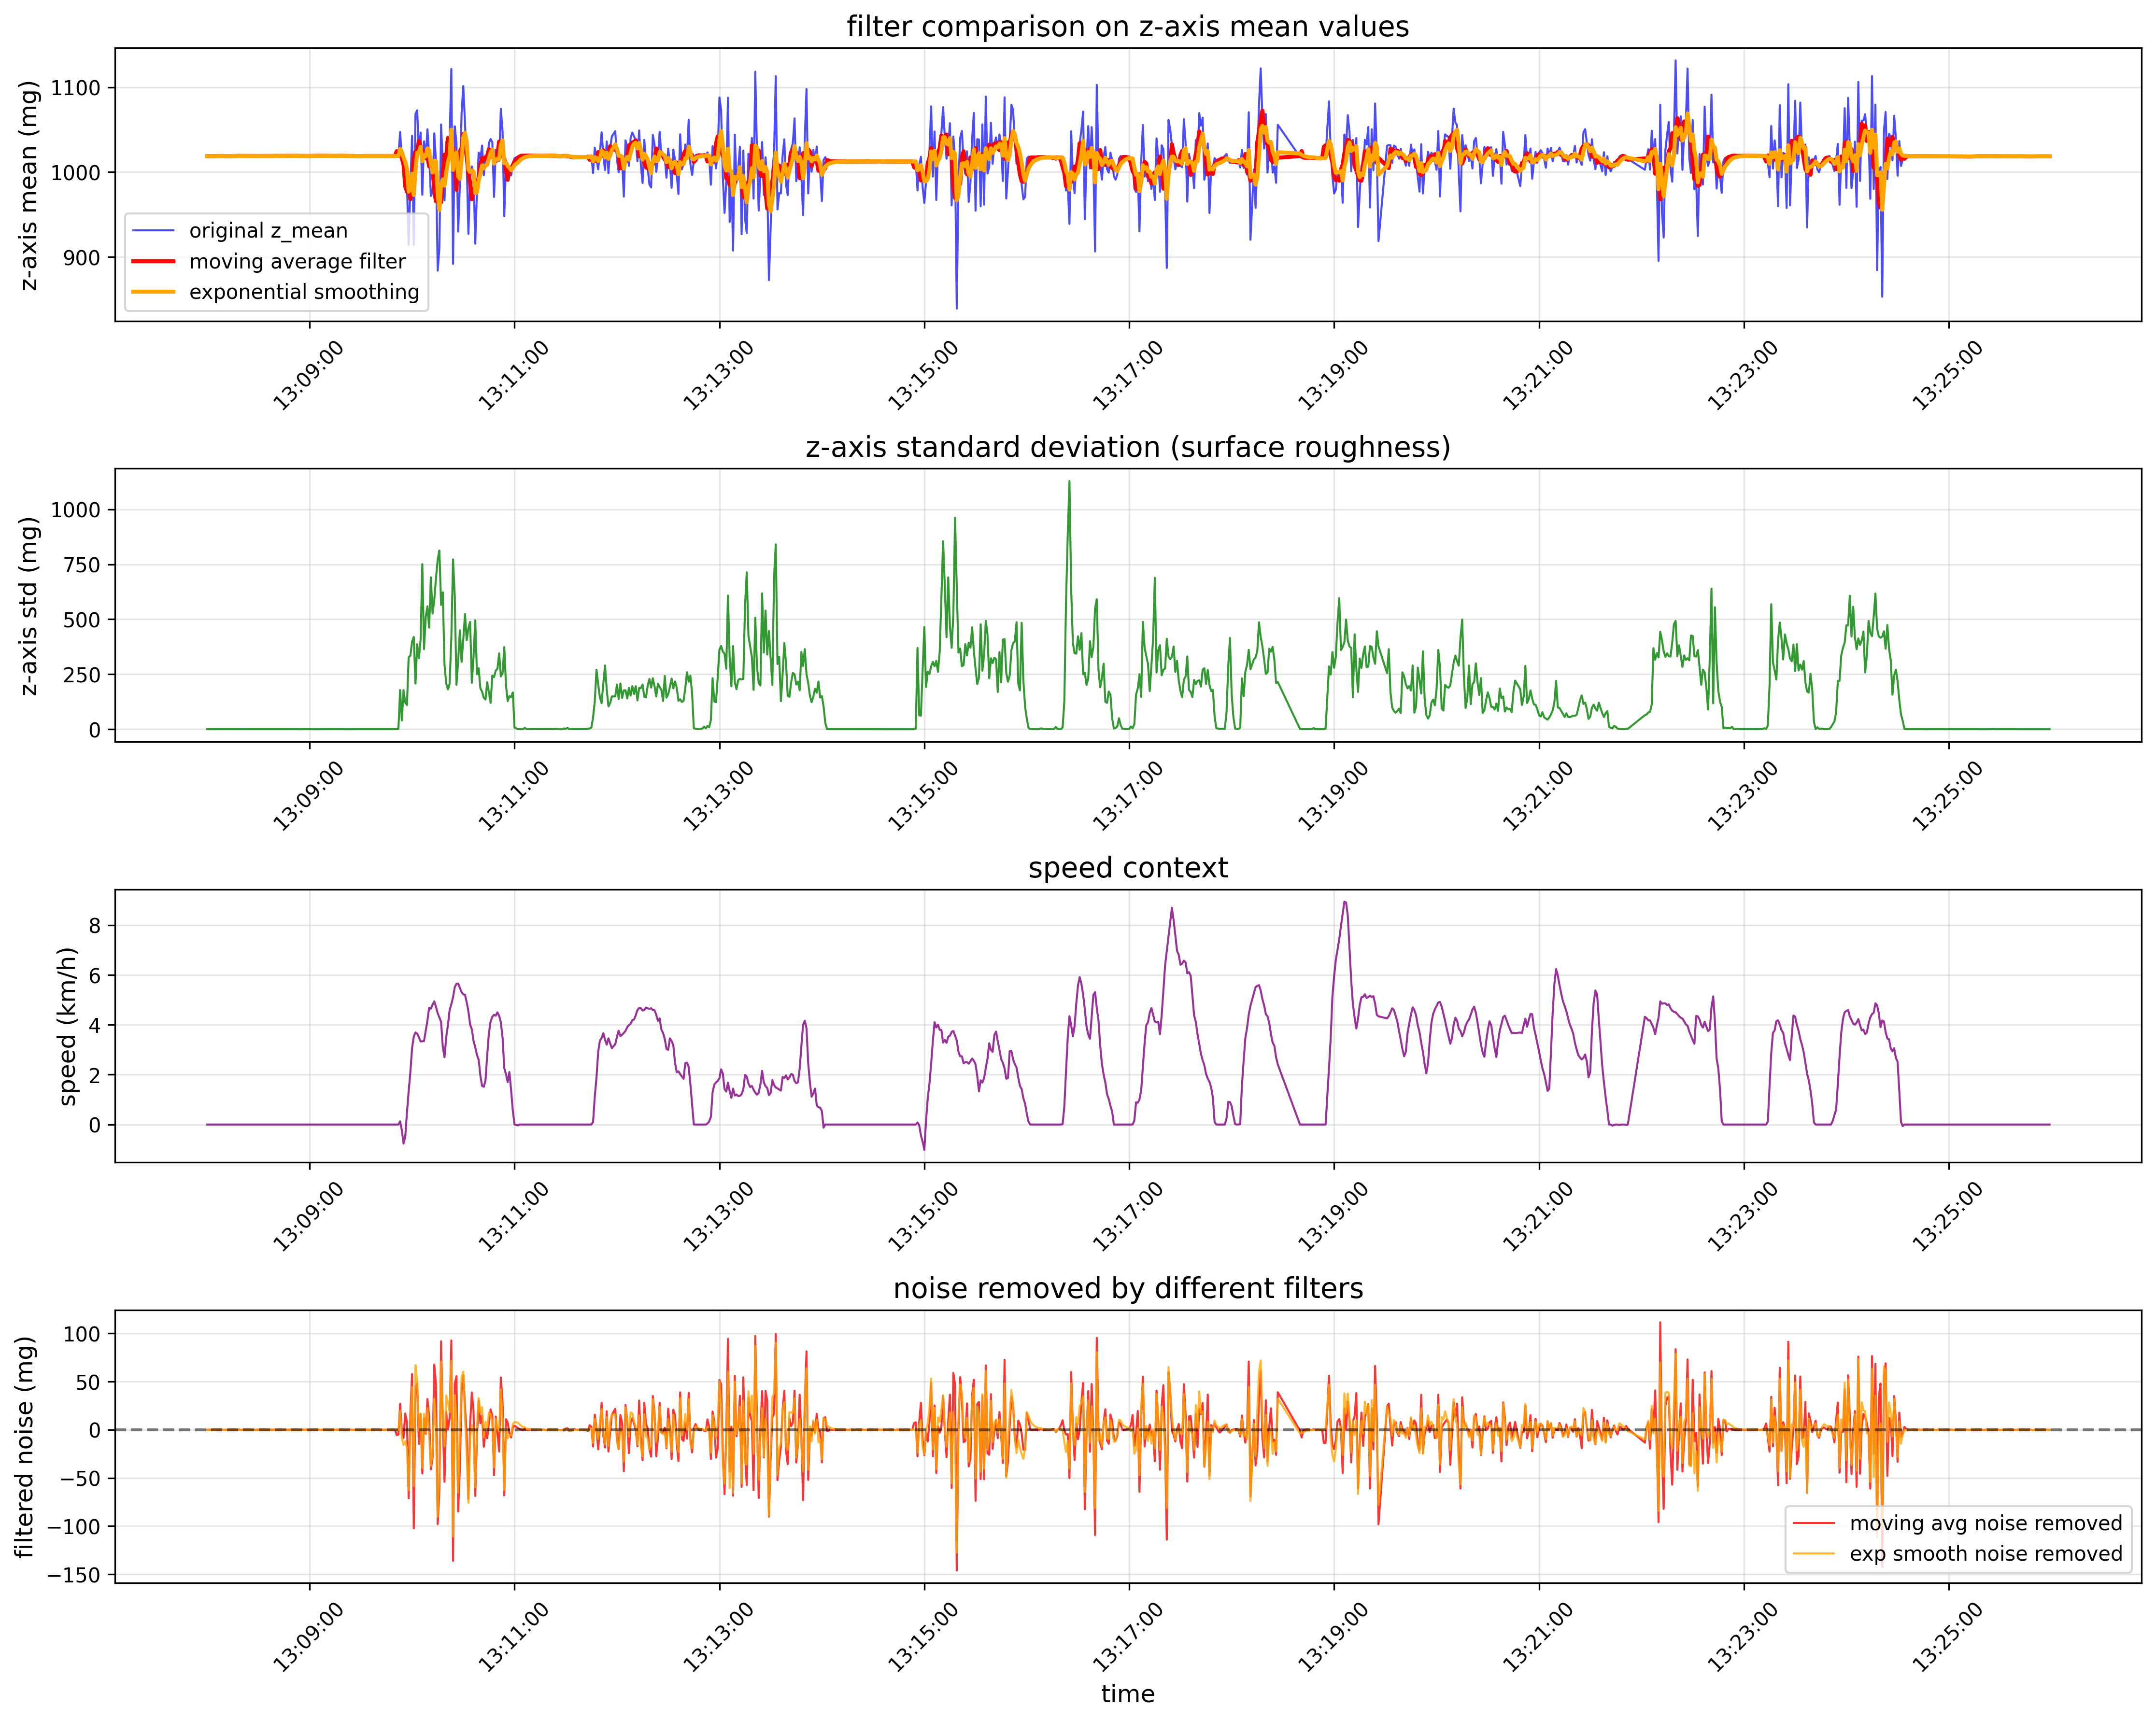 filter comparison on z-axis mean values
z-axis mean (mg)
1100
1000
900
original z_mean
moving average filter
exponential smoothing
13:09:00 13:11:00 13:13:00 13:15:00 13:17:00 13:19:00 13:21:00 13:23:00 13:25:00
z-axis standard deviation (surface roughness)
z-axis std (mg)
1000
750
500
250
0
13:09:00 13:11:00 13:13:00 13:15:00 13:17:00 13:19:00 13:21:00 13:23:00 13:25:00
speed context
speed (km/h)
8
6
4
2
0
13:09:00 13:11:00 13:13:00 13:15:00 13:17:00 13:19:00 13:21:00 13:23:00 13:25:00
noise removed by different filters
filtered noise (mg)
100
50
0
−50
−100
−150
moving avg noise removed
exp smooth noise removed
13:09:00 13:11:00 13:13:00 13:15:00 13:17:00 13:19:00 13:21:00 13:23:00 13:25:00
time